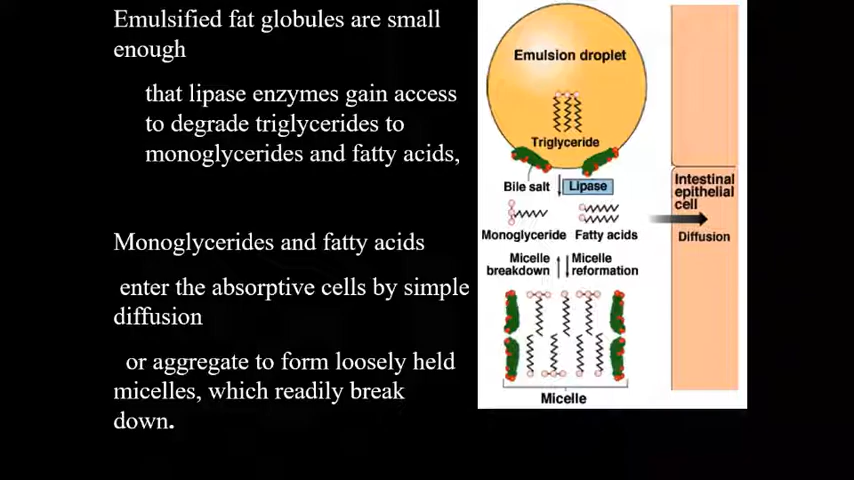 Emulsified fat globules are small
enough
that lipase enzymes gain access
to degrade triglycerides to
monoglycerides and fatty acids,
Monoglycerides and fatty acids
enter the absorptive cells by simple
diffusion
or aggregate to form loosely held
micelles, which readily break
down.
Emulsion droplet
Triglyceride
Bile salt
Lipase
Monoglyceride
Fatty acids
Micelle
breakdown
Micelle
reformation
Micelle
Intestinal
epithelial
cell
Diffusion